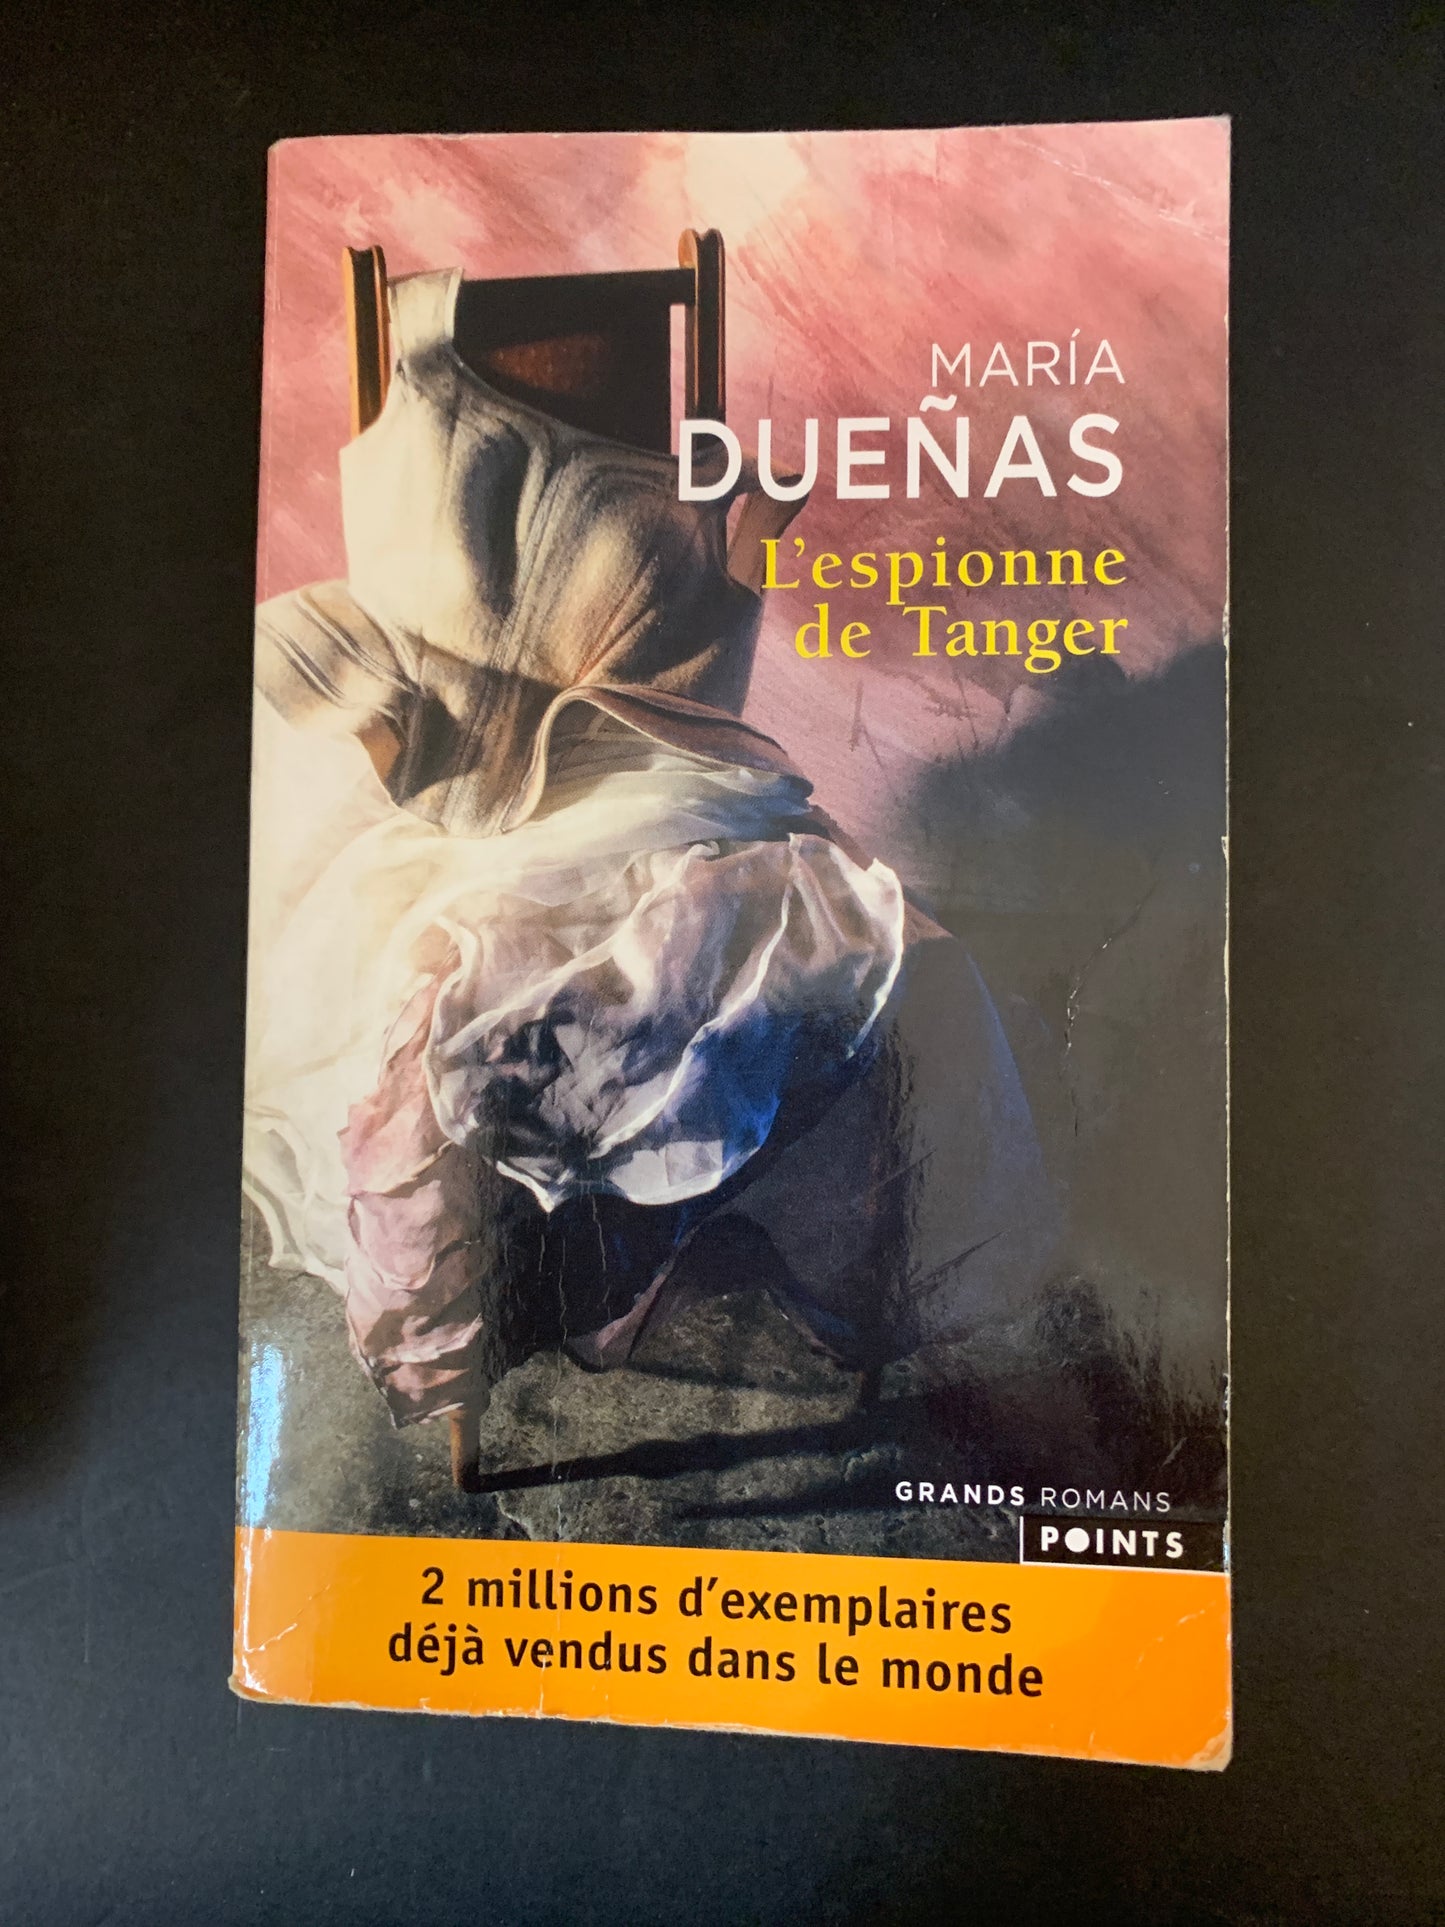 MARÍA
DUEÑAS
L'espionne
de Tanger
GRANDS ROMANS
POINTS
2 millions d'exemplaires
déjà vendus dans le monde